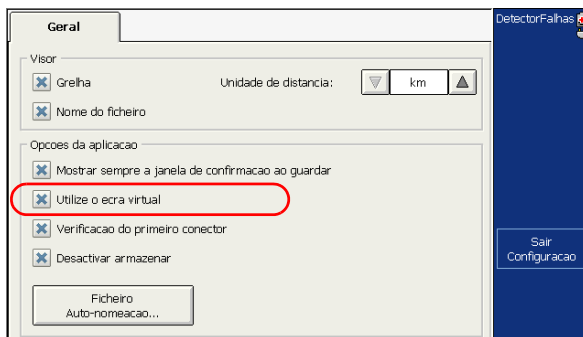 Geral
DetectorFalhas
Visor
Grelha
Unidade de distancia:
km
Nome do ficheiro
Opcoes da aplicacao
Mostrar sempre a janela de confirmacao ao guardar
Utilize o ecra virtual
Verificacao do primeiro conector
Desactivar armazenar
Sair
Configuracao
Ficheiro
Auto-nomeacao...